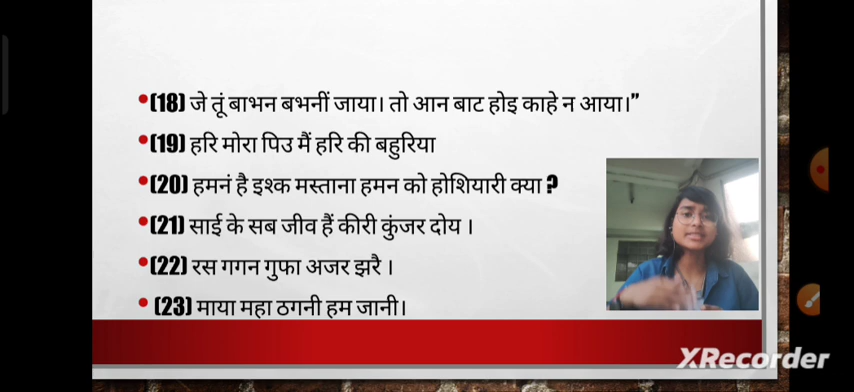 •(18) जे तूं बाभन बभनीं जाया। तो आन बाट होइ काहे न आया।”
•(19) हरि मोरा पिउ मैं हरि की बहुरिया
•(20) हमनं है इश्क मस्ताना हमन को होशियारी क्या ?
•(21) साई के सब जीव हैं कीरी कुंजर दोय ।
•(22) रस गगन गुफा अजर झरै ।
• (23) माया महा ठगनी हम जानी।
XRecorder